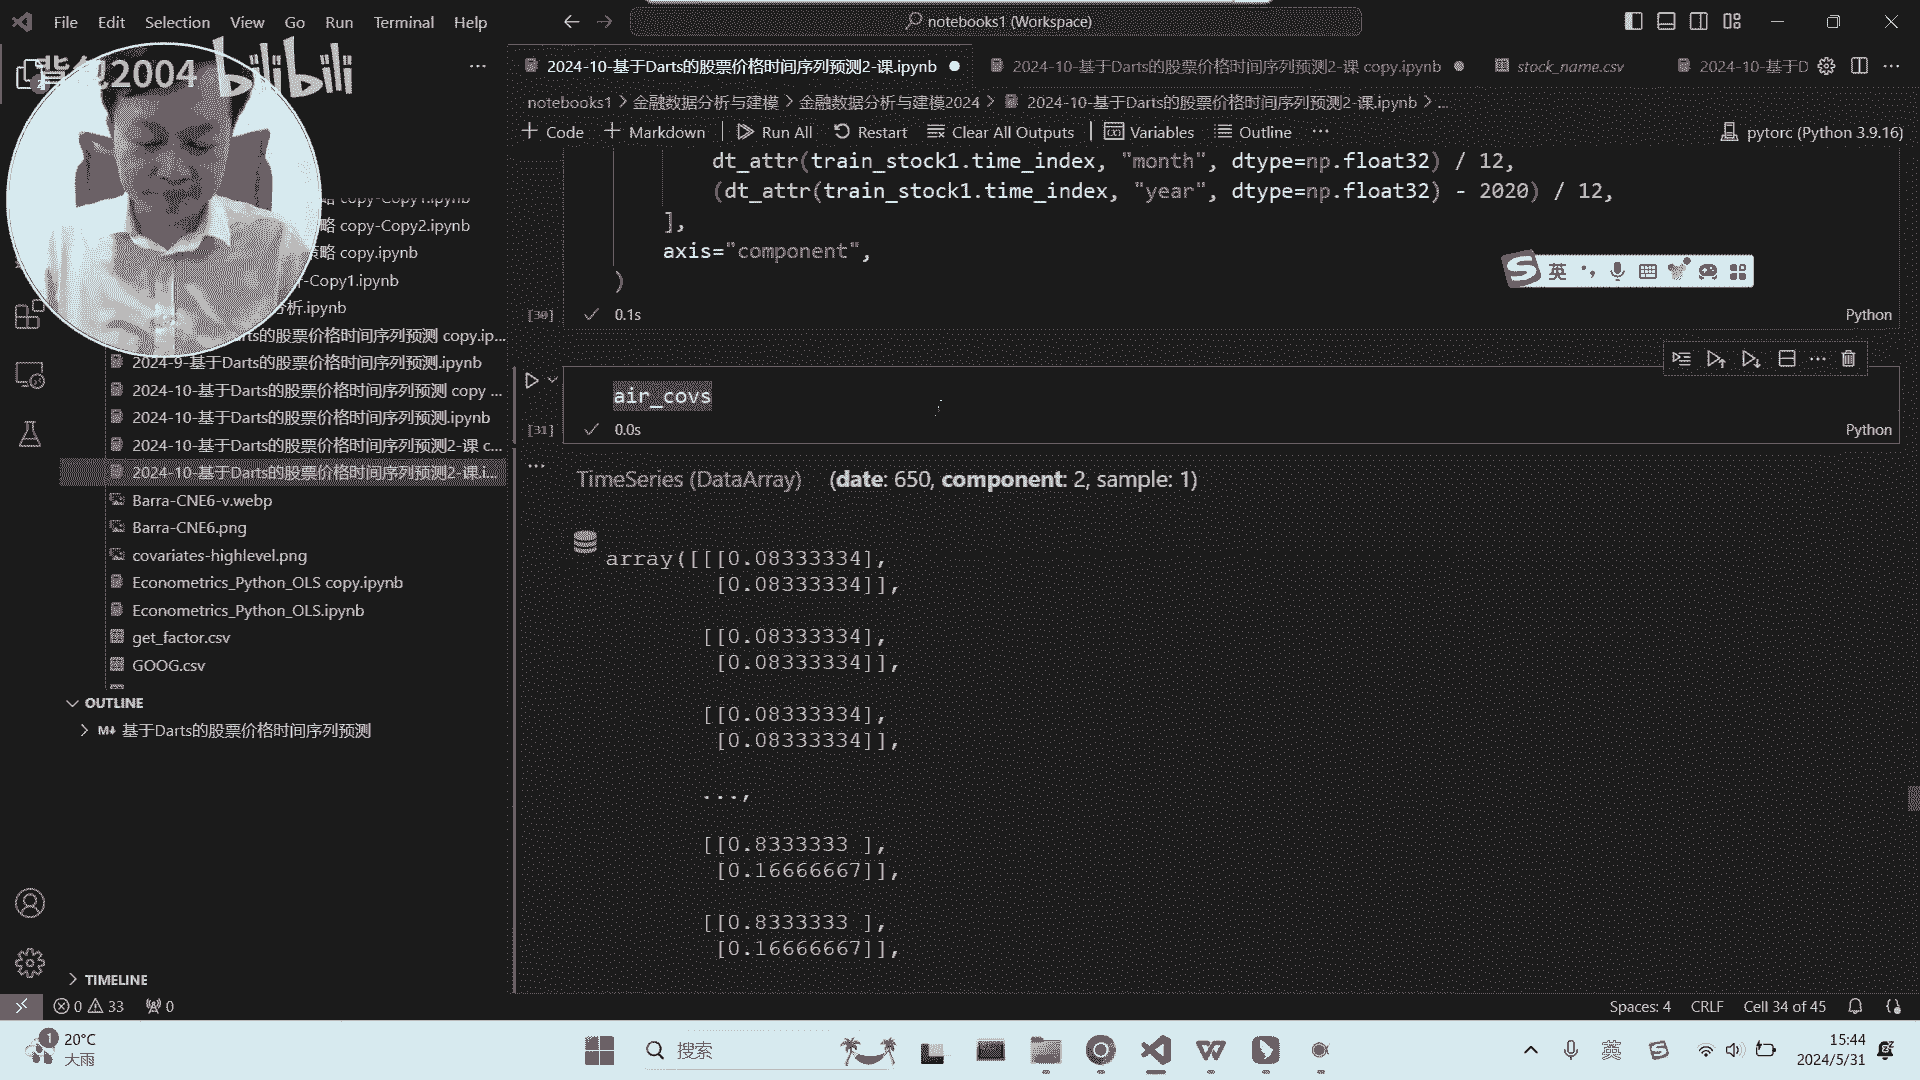 File Edit Selection View Go Run Terminal Help
notebooks1 (Workspace)
背包2004 bilibili
2024-10-基于Darts的股票价格时间序列预测2-课.ipynb
2024-10-基于Darts的股票价格时间序列预测2-课 copy.ipynb
stock_name.csv
2024-10-基于D
notebooks1 > 金融数据分析与建模 > 金融数据分析与建模2024 > 2024-10-基于Darts的股票价格时间序列预测2-课.ipynb > ...
+ Code + Markdown Run All Restart Clear All Outputs Variables Outline ...
pytorc (Python 3.9.16)
dt_attr(train_stock1.time_index, "month", dtype=np.float32) / 12,
(dt_attr(train_stock1.time_index, "year", dtype=np.float32) - 2020) / 12,
],
axis="component",
)
[30] 0.1s Python
英
air_covs
[31] 0.0s Python
TimeSeries (DataArray) (date: 650, component: 2, sample: 1)
array([[[0.08333334],
[0.08333334]],
[[0.08333334],
[0.08333334]],
[[0.08333334],
[0.08333334]],
...,
[[0.8333333 ],
[0.16666667]],
[[0.8333333 ],
[0.16666667]],
略 copy-Copy1.ipynb
略 copy-Copy2.ipynb
策略 copy.ipynb
-Copy1.ipynb
析.ipynb
arts的股票价格时间序列预测 copy.ip...
2024-9-基于Darts的股票价格时间序列预测.ipynb
2024-10-基于Darts的股票价格时间序列预测 copy ...
2024-10-基于Darts的股票价格时间序列预测.ipynb
2024-10-基于Darts的股票价格时间序列预测2-课 c...
2024-10-基于Darts的股票价格时间序列预测2-课.i...
Barra-CNE6-v.webp
Barra-CNE6.png
covariates-highlevel.png
Econometrics_Python_OLS copy.ipynb
Econometrics_Python_OLS.ipynb
get_factor.csv
GOOG.csv
OUTLINE
M↓ 基于Darts的股票价格时间序列预测
TIMELINE
0 33 0
Spaces: 4 CRLF Cell 34 of 45
1 20°C
大雨
搜索
英
15:44
2024/5/31